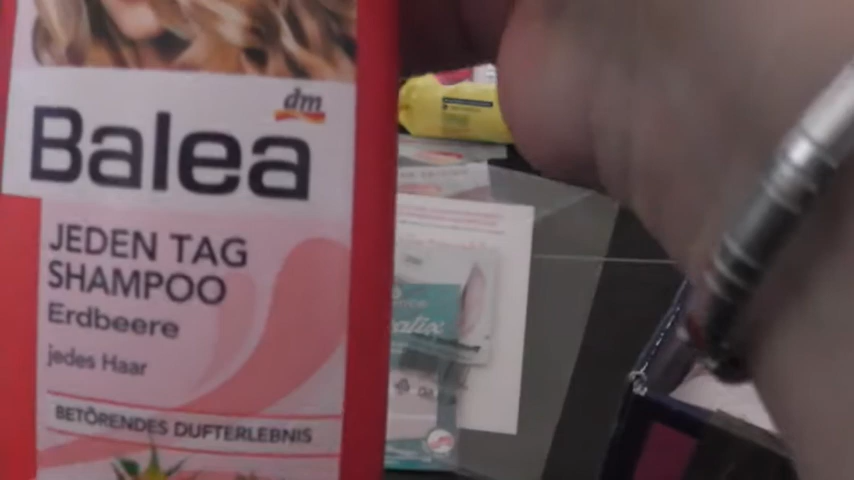 dm
Balea
JEDEN TAG
SHAMPOO
Erdbeere
jedes Haar
BETÖRENDES DUFTERLEBNIS